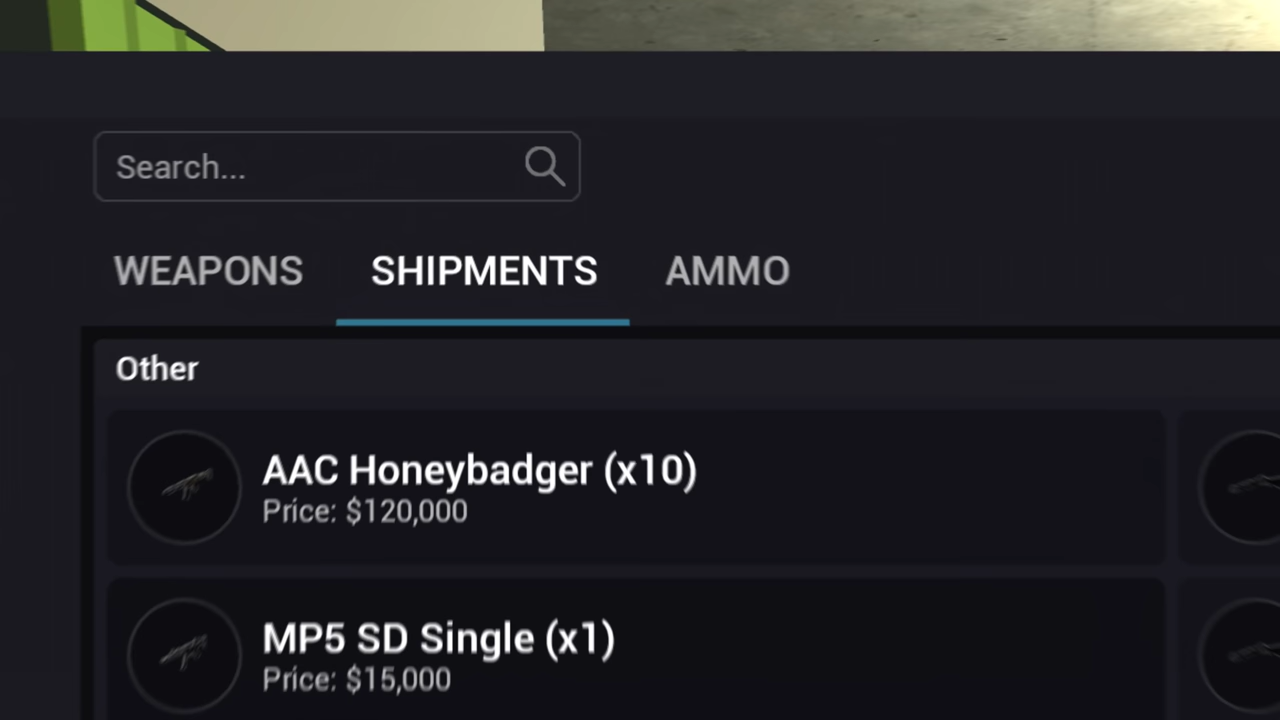 Search...
WEAPONS SHIPMENTS AMMO
Other
AAC Honeybadger (x10)
Price: $120,000
MP5 SD Single (x1)
Price: $15,000